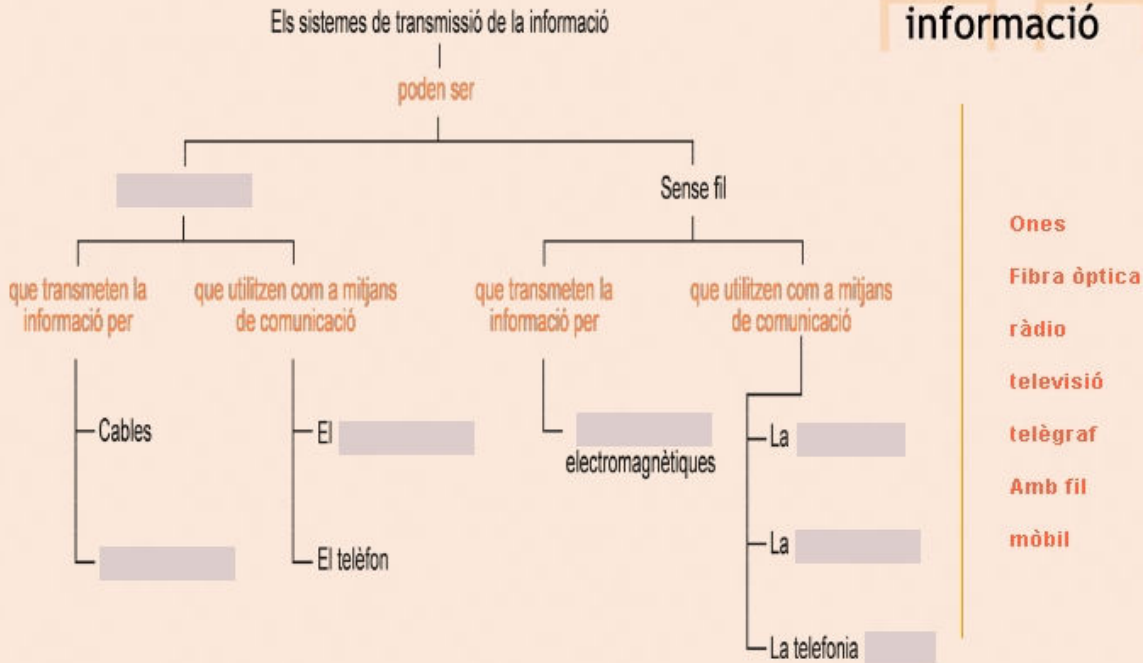 Els sistemes de transmissió de la informació
informació
poden ser
Sense fil
que transmeten la
informació per
que utilitzen com a mitjans
de comunicació
que transmeten la
informació per
que utilitzen com a mitjans
de comunicació
Cables
El
El telèfon
electromagnètiques
La
La
La telefonia
Ones
Fibra òptica
ràdio
televisió
telègraf
Amb fil
mòbil